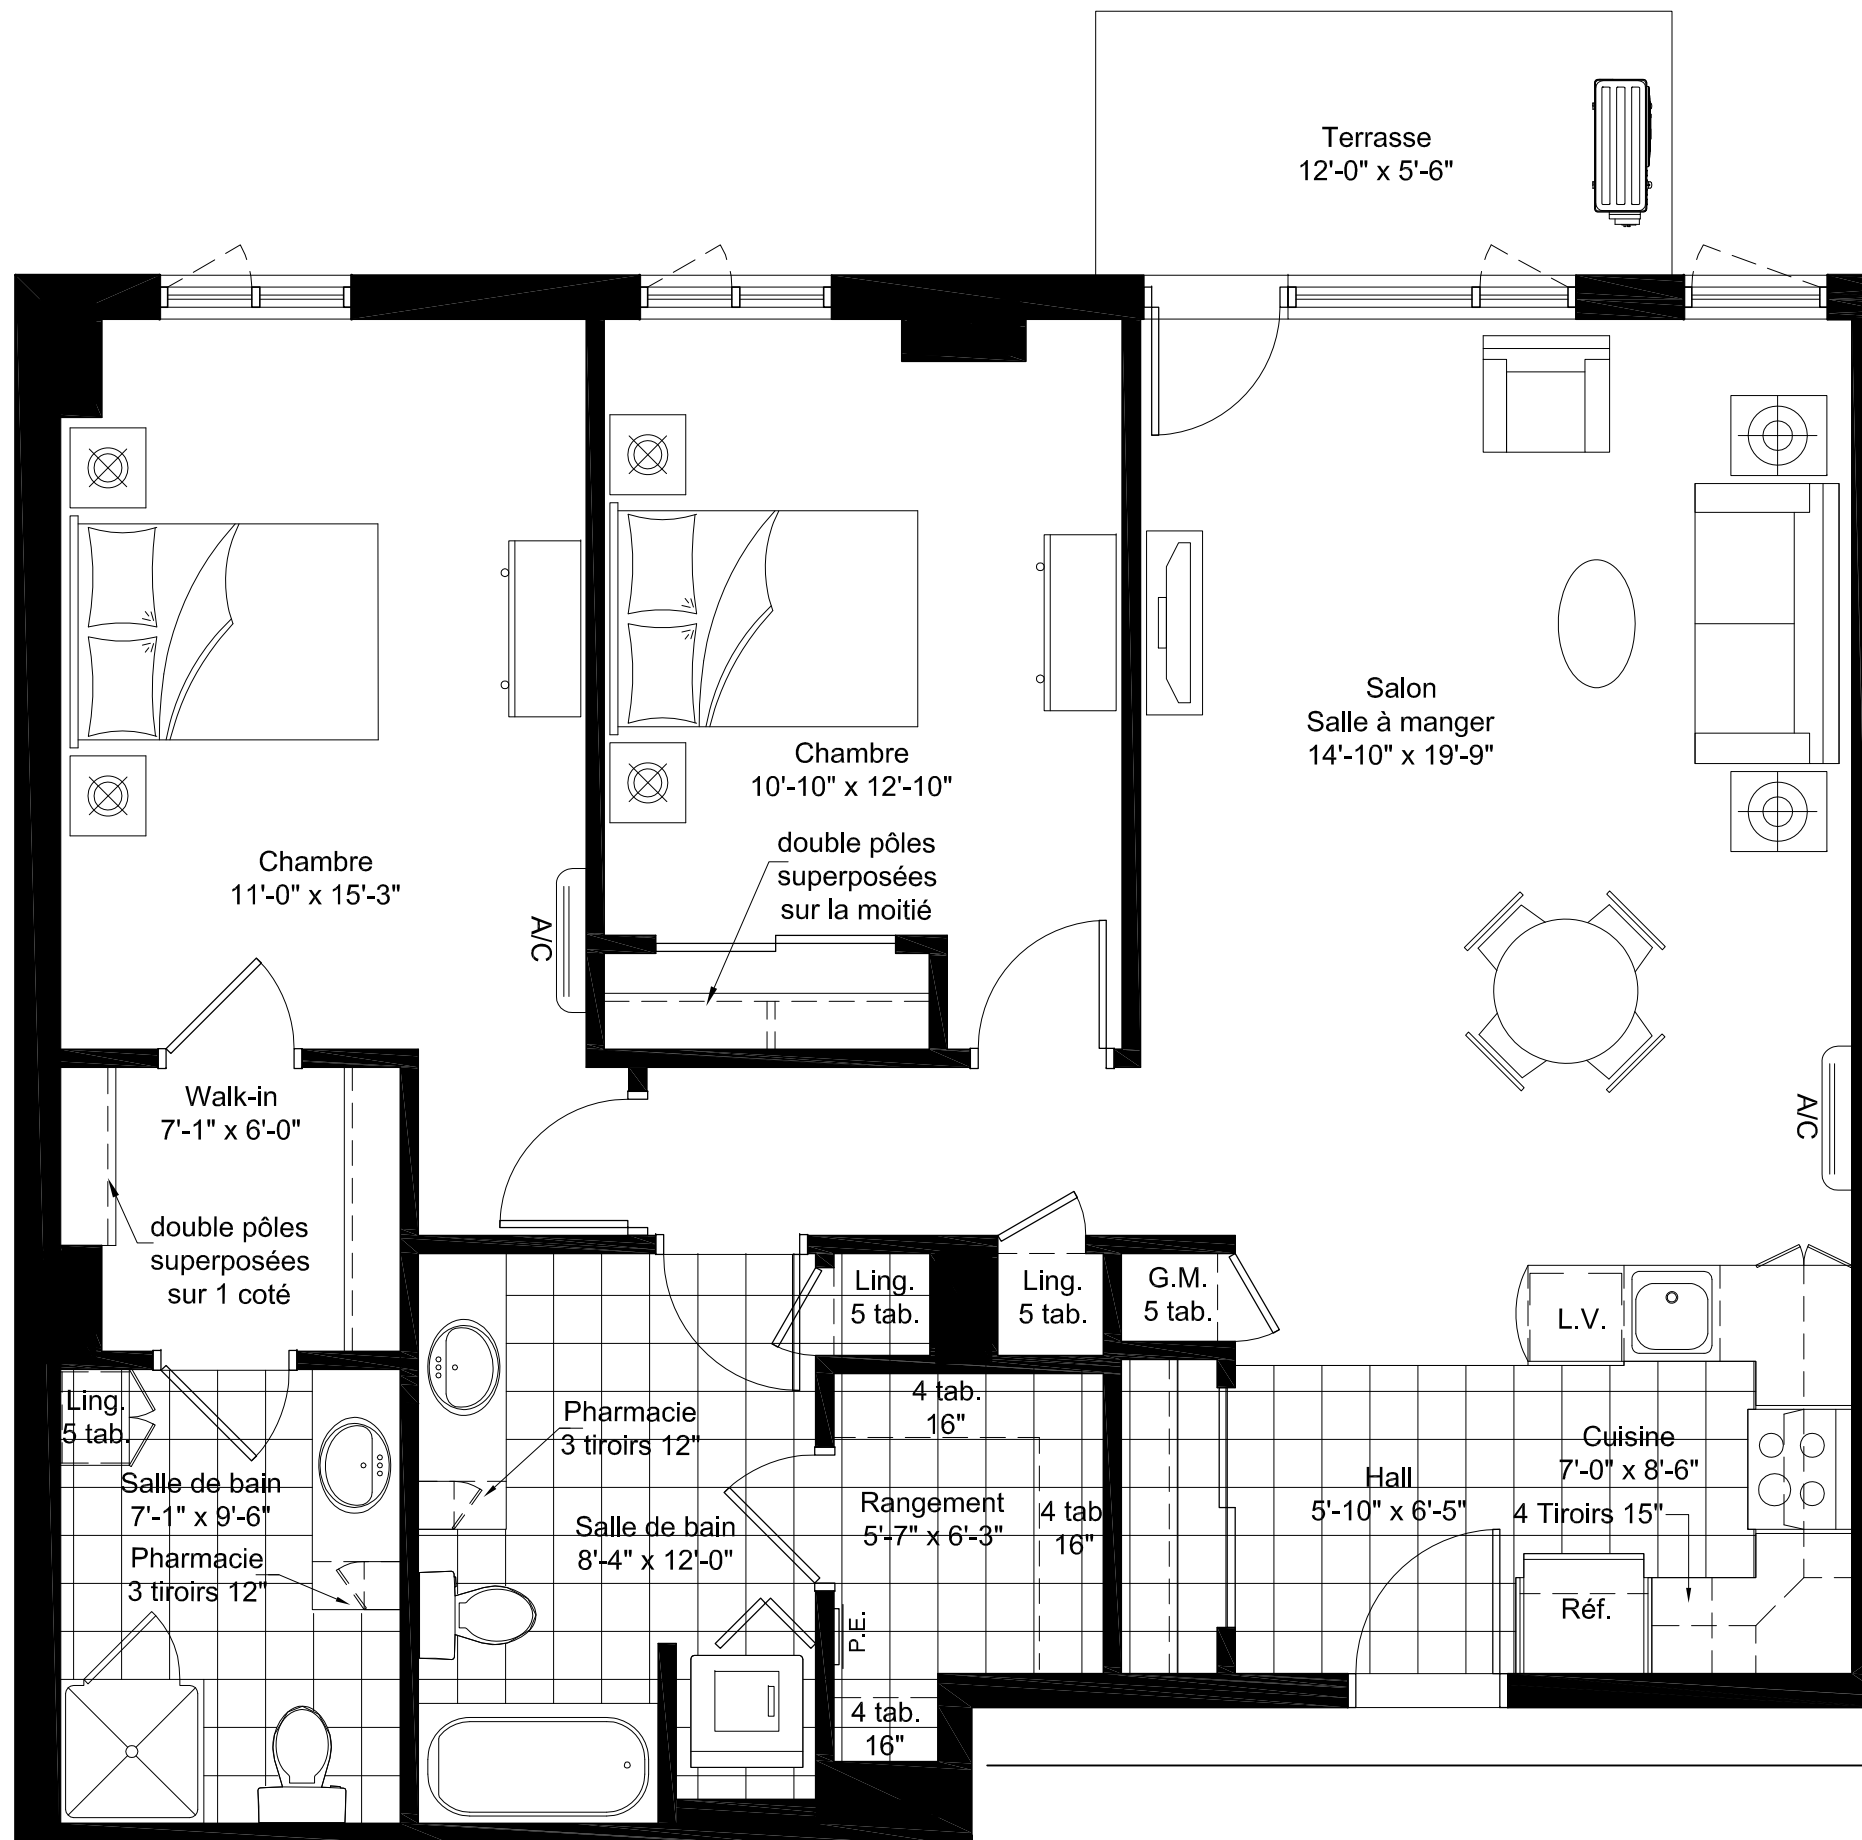 Terrasse
12'-0" x 5'-6"
Salon
Salle à manger
14'-10" x 19'-9"
Chambre
10'-10" x 12'-10"
double pôles
superposées
sur la moitié
Chambre
11'-0" x 15'-3"
A/C
A/C
Walk-in
7'-1" x 6'-0"
double pôles
superposées
sur 1 coté
Ling.
5 tab.
Ling.
5 tab.
G.M.
5 tab.
L.V.
Ling.
5 tab.
Salle de bain
7'-1" x 9'-6"
Pharmacie
3 tiroirs 12"
Pharmacie
3 tiroirs 12"
Salle de bain
8'-4" x 12'-0"
4 tab.
16"
Rangement
5'-7" x 6'-3"
4 tab
16"
P.E.
4 tab.
16"
Hall
5'-10" x 6'-5"
Cuisine
7'-0" x 8'-6"
4 Tiroirs 15"
Réf.